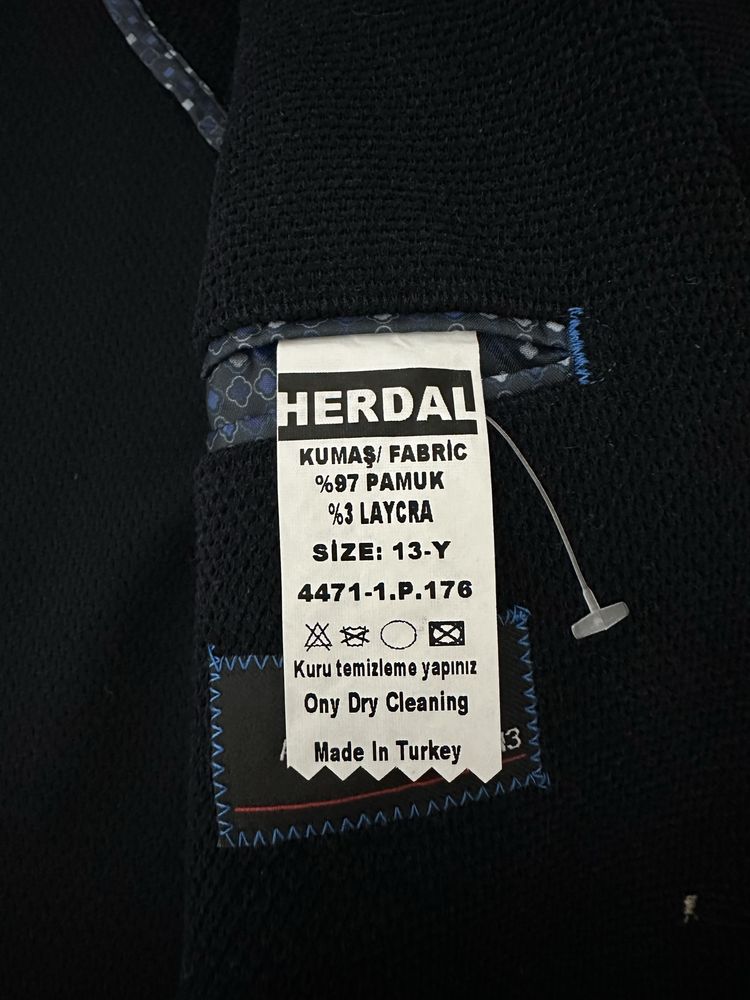 HERDAL
KUMAŞ/ FABRİC
%97 PAMUK
%3 LAYCRA
SİZE: 13-Y
4471-1.P.176
Kuru temizleme yapınız
Ony Dry Cleaning
Made In Turkey